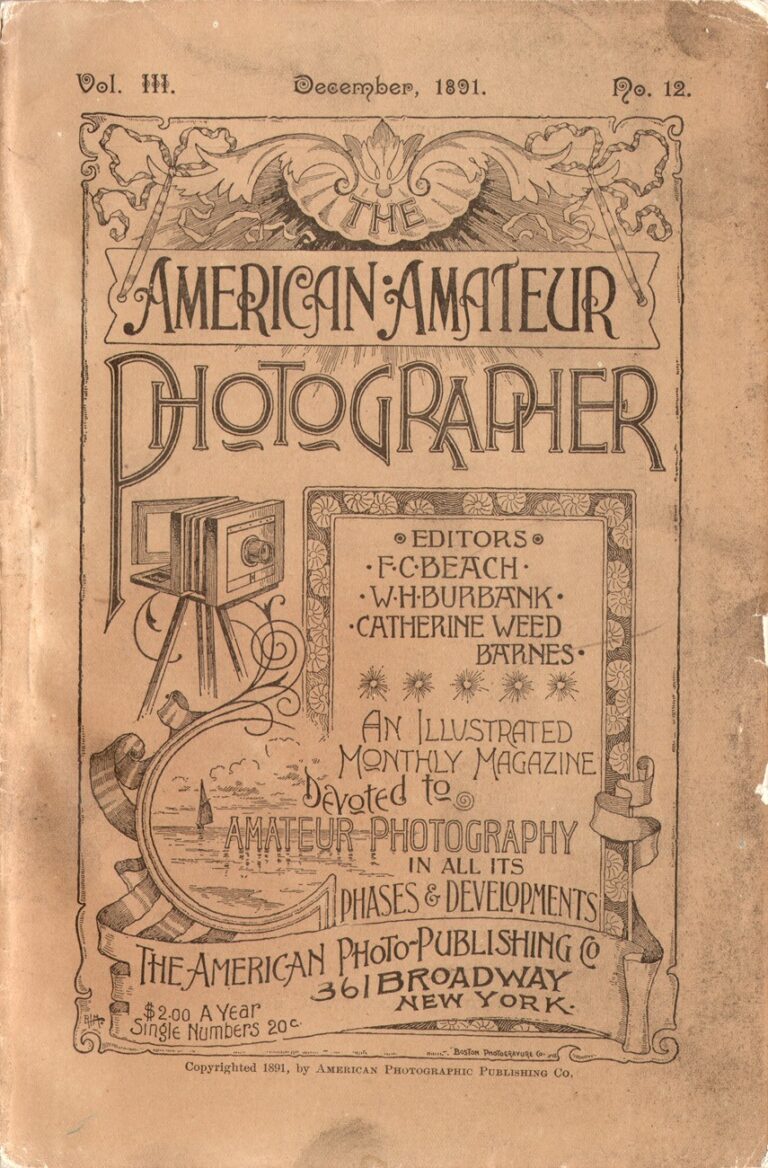 Vol. III. December, 1891. No. 12.
THE
AMERICAN·AMATEUR
PHOTOGRAPHER
EDITORS
·F·C·BEACH·
·W·H·BURBANK·
·CATHERINE WEED
BARNES·
AN ILLUSTRATED
MONTHLY MAGAZINE
Devoted to
AMATEUR PHOTOGRAPHY
IN ALL ITS
PHASES & DEVELOPMENTS
THE AMERICAN PHOTO-PUBLISHING Co
361 BROADWAY
NEW YORK.
$2.00 A Year
Single Numbers 20c.
BOSTON PHOTOGRAVURE Co.
Copyrighted 1891, by AMERICAN PHOTOGRAPHIC PUBLISHING CO.